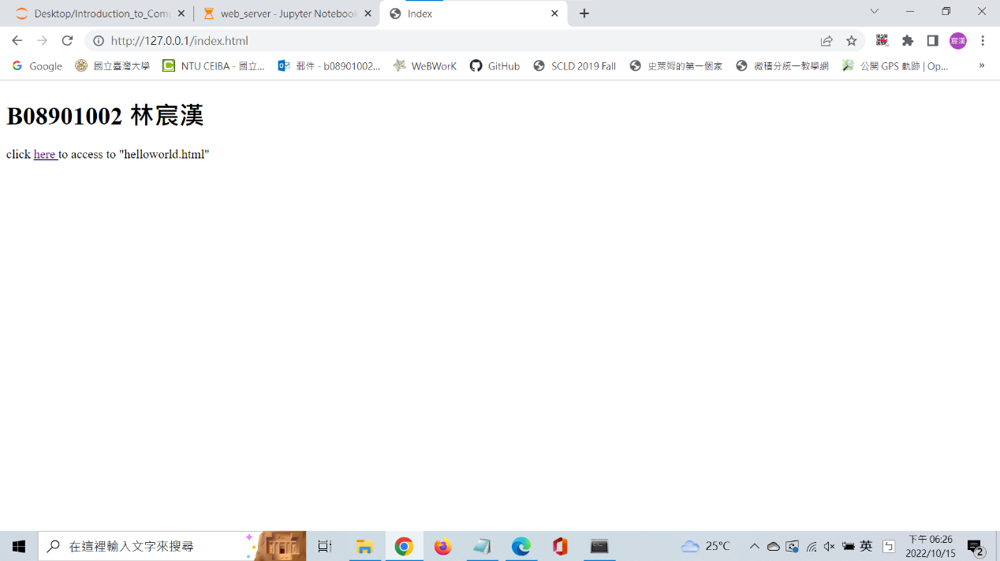 Desktop/Introduction_to_Comp
web_server - Jupyter Notebook
Index
http://127.0.0.1/index.html
宸漢
Google
國立臺灣大學
NTU CEIBA - 國立...
郵件 - b08901002...
WeBWorK
GitHub
SCLD 2019 Fall
史萊姆的第一個家
微積分統一教學網
公開 GPS 軌跡 | Op...
»
B08901002 林宸漢
click here to access to "helloworld.html"
在這裡輸入文字來搜尋
25°C
英
下午 06:26
2022/10/15
2